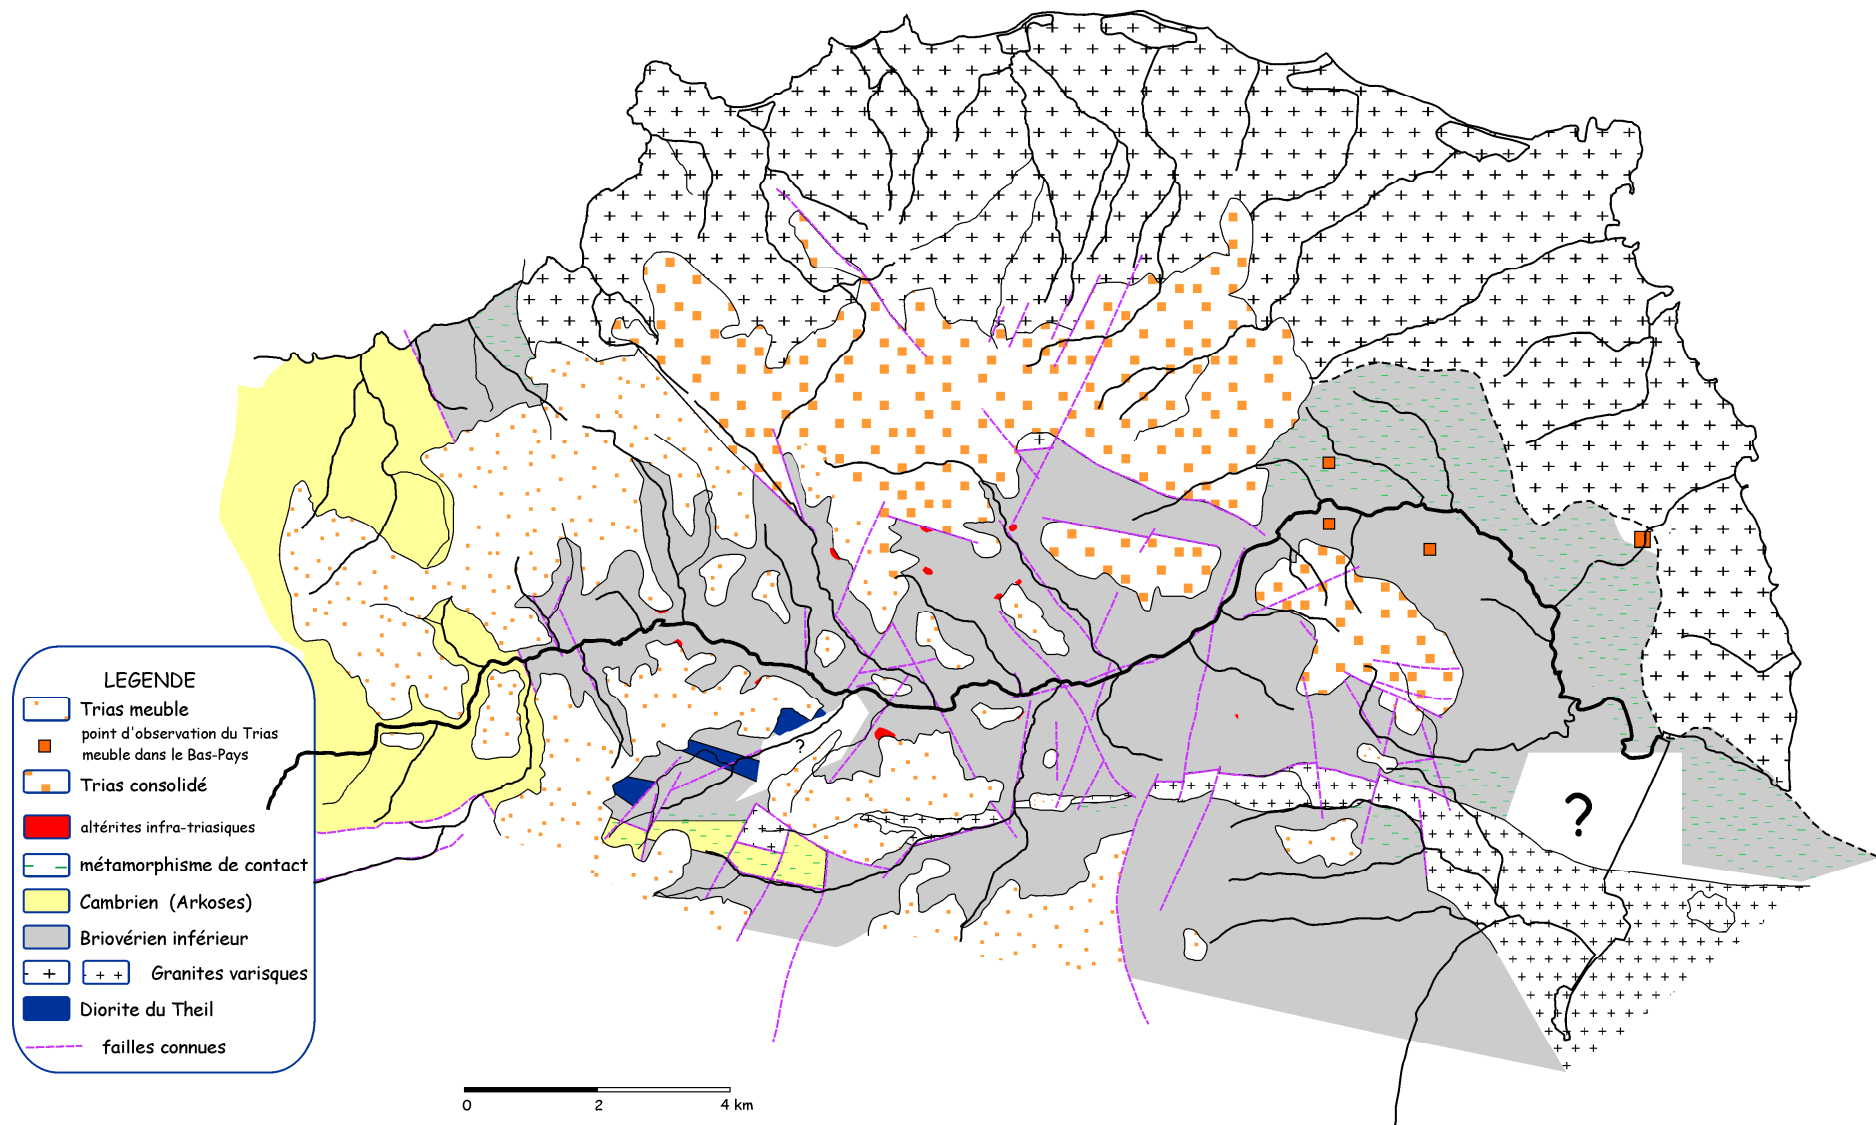 LEGENDE
Trias meuble
point d'observation du Trias
meuble dans le Bas-Pays
Trias consolidé
altérites infra-triasiques
métamorphisme de contact
Cambrien (Arkoses)
Briovérien inférieur
Granites varisques
Diorite du Theil
failles connues
?
?
0 2 4 km